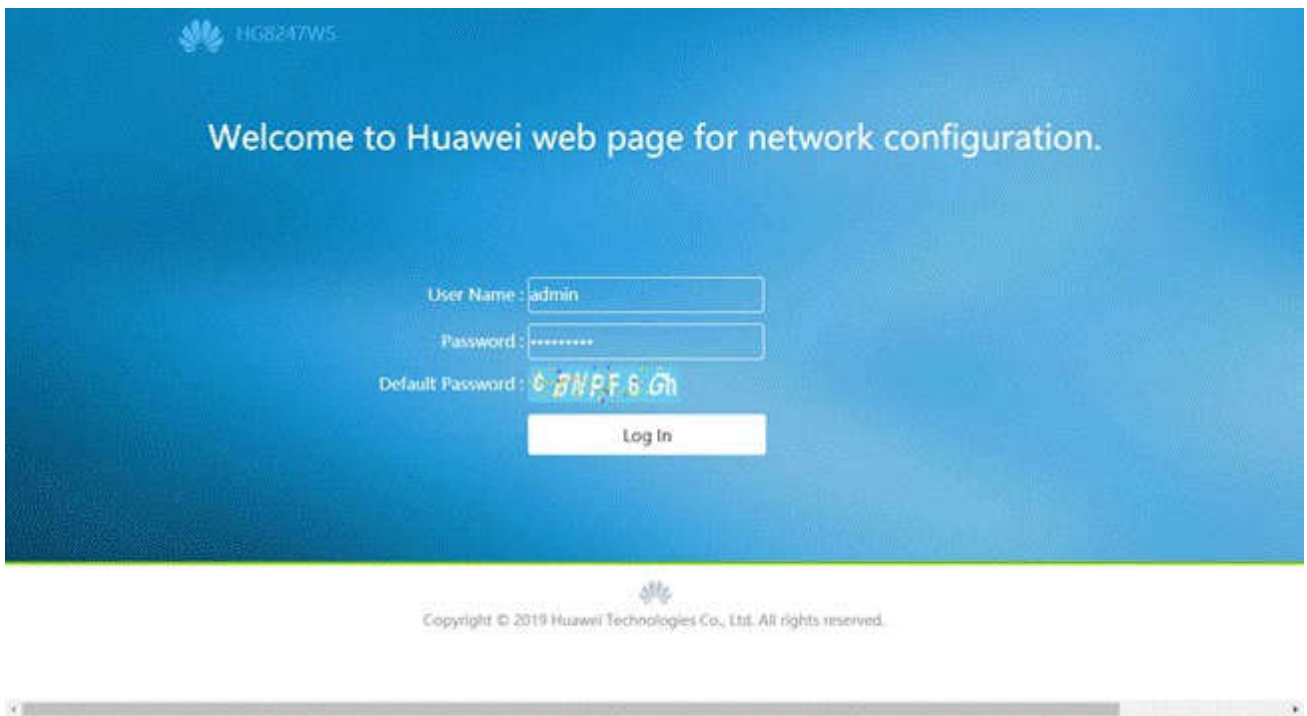 HG8247W5
Welcome to Huawei web page for network configuration.
User Name : admin
Password : •••••••••
Default Password :
Log In
Copyright © 2019 Huawei Technologies Co., Ltd. All rights reserved.